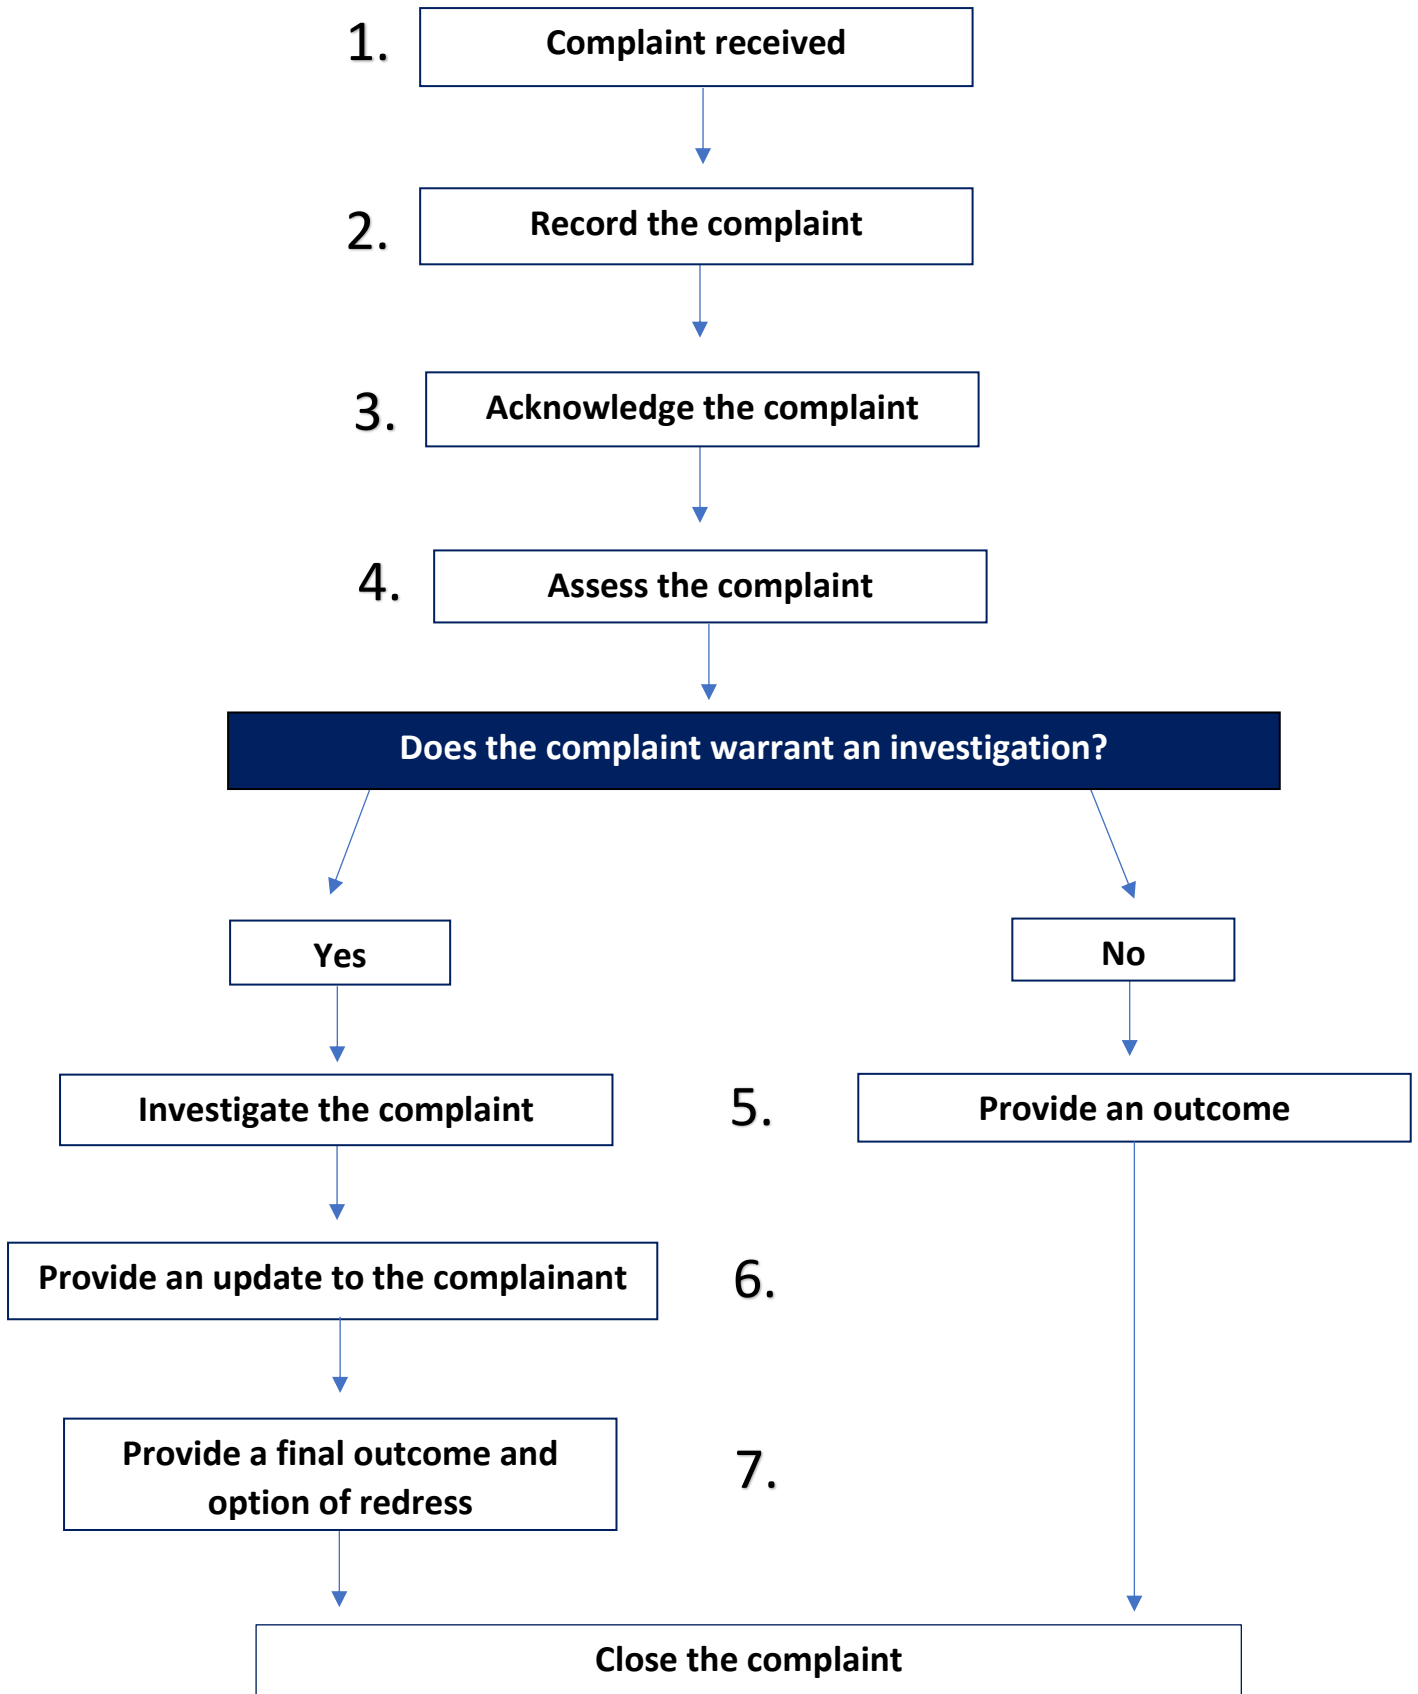 1.
Complaint received
2.
Record the complaint
3.
Acknowledge the complaint
4.
Assess the complaint
Does the complaint warrant an investigation?
Yes
No
Investigate the complaint
5.
Provide an outcome
Provide an update to the complainant
6.
Provide a final outcome and
option of redress
7.
Close the complaint